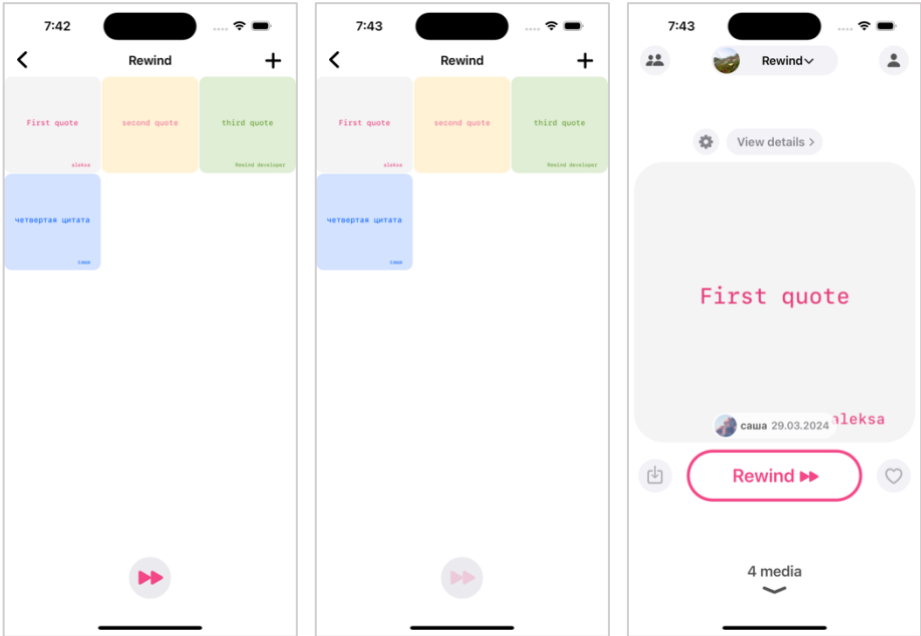 7:42
Rewind
First quote
aleksa
second quote
third quote
Rewind developer
четвертая цитата
саша
7:43
Rewind
First quote
aleksa
second quote
third quote
Rewind developer
четвертая цитата
саша
7:43
Rewind
View details
First quote
aleksa
саша 29.03.2024
Rewind
4 media